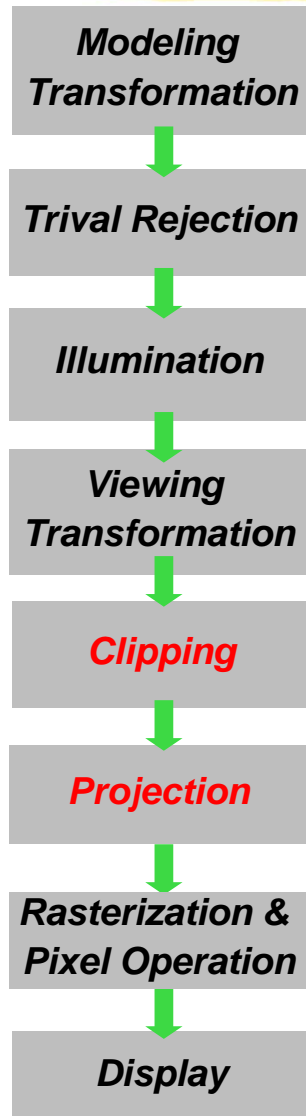 Modeling
Transformation
Trival Rejection
Illumination
Viewing
Transformation
Clipping
Projection
Rasterization &
Pixel Operation
Display